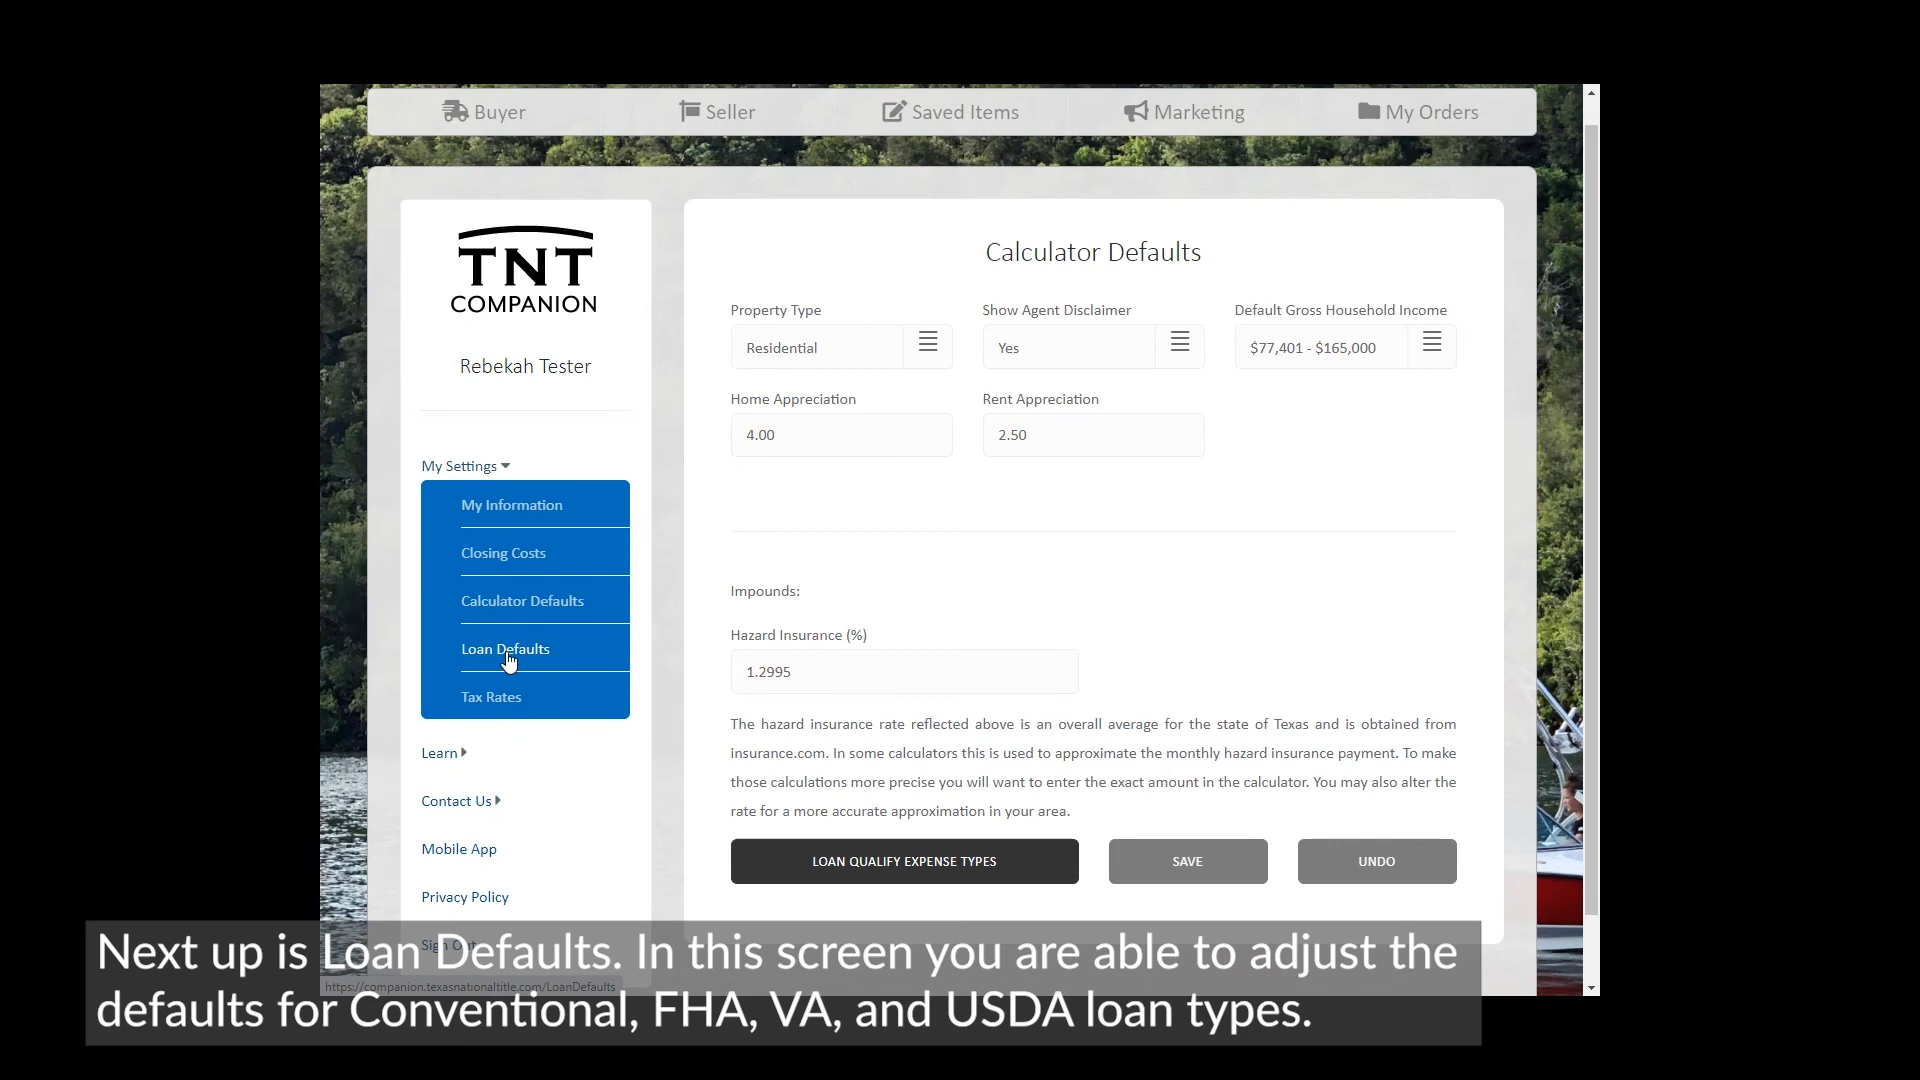 Buyer
Seller
Saved Items
Marketing
My Orders
TNT
COMPANION
Rebekah Tester
My Settings
My Information
Closing Costs
Calculator Defaults
Loan Defaults
Tax Rates
Learn
Contact Us
Mobile App
Privacy Policy
Sign Out
Calculator Defaults
Property Type
Residential
Show Agent Disclaimer
Yes
Default Gross Household Income
$77,401 - $165,000
Home Appreciation
4.00
Rent Appreciation
2.50
Impounds:
Hazard Insurance (%)
1.2995
The hazard insurance rate reflected above is an overall average for the state of Texas and is obtained from
insurance.com. In some calculators this is used to approximate the monthly hazard insurance payment. To make
those calculations more precise you will want to enter the exact amount in the calculator. You may also alter the
rate for a more accurate approximation in your area.
LOAN QUALIFY EXPENSE TYPES
SAVE
UNDO
Next up is Loan Defaults. In this screen you are able to adjust the
defaults for Conventional, FHA, VA, and USDA loan types.
https://companion.texasnationaltitle.com/LoanDefaults